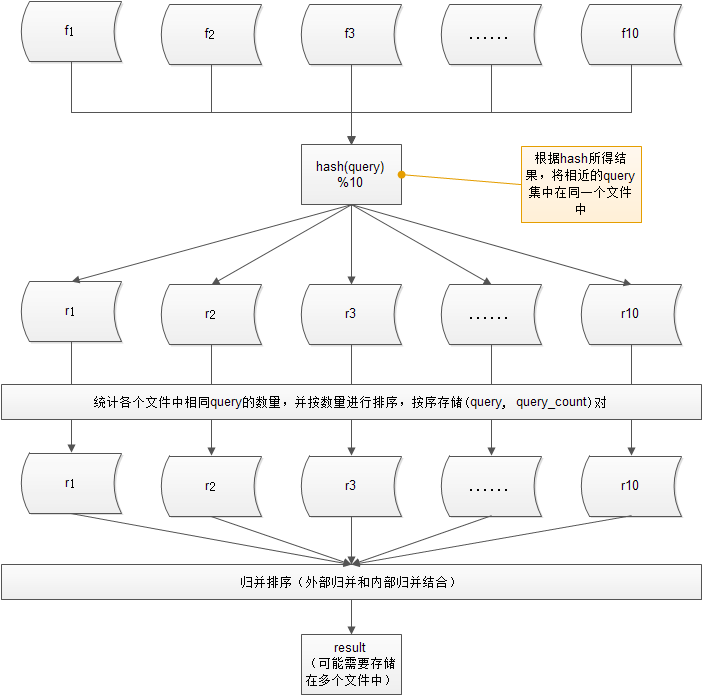 f1
f2
f3
......
f10
hash(query)
%10
根据hash所得结
果，将相近的query
集中在同一个文件
中
r1
r2
r3
......
r10
统计各个文件中相同query的数量，并按数量进行排序，按序存储(query, query_count)对
r1
r2
r3
......
r10
归并排序（外部归并和内部归并结合）
result
（可能需要存储
在多个文件中）